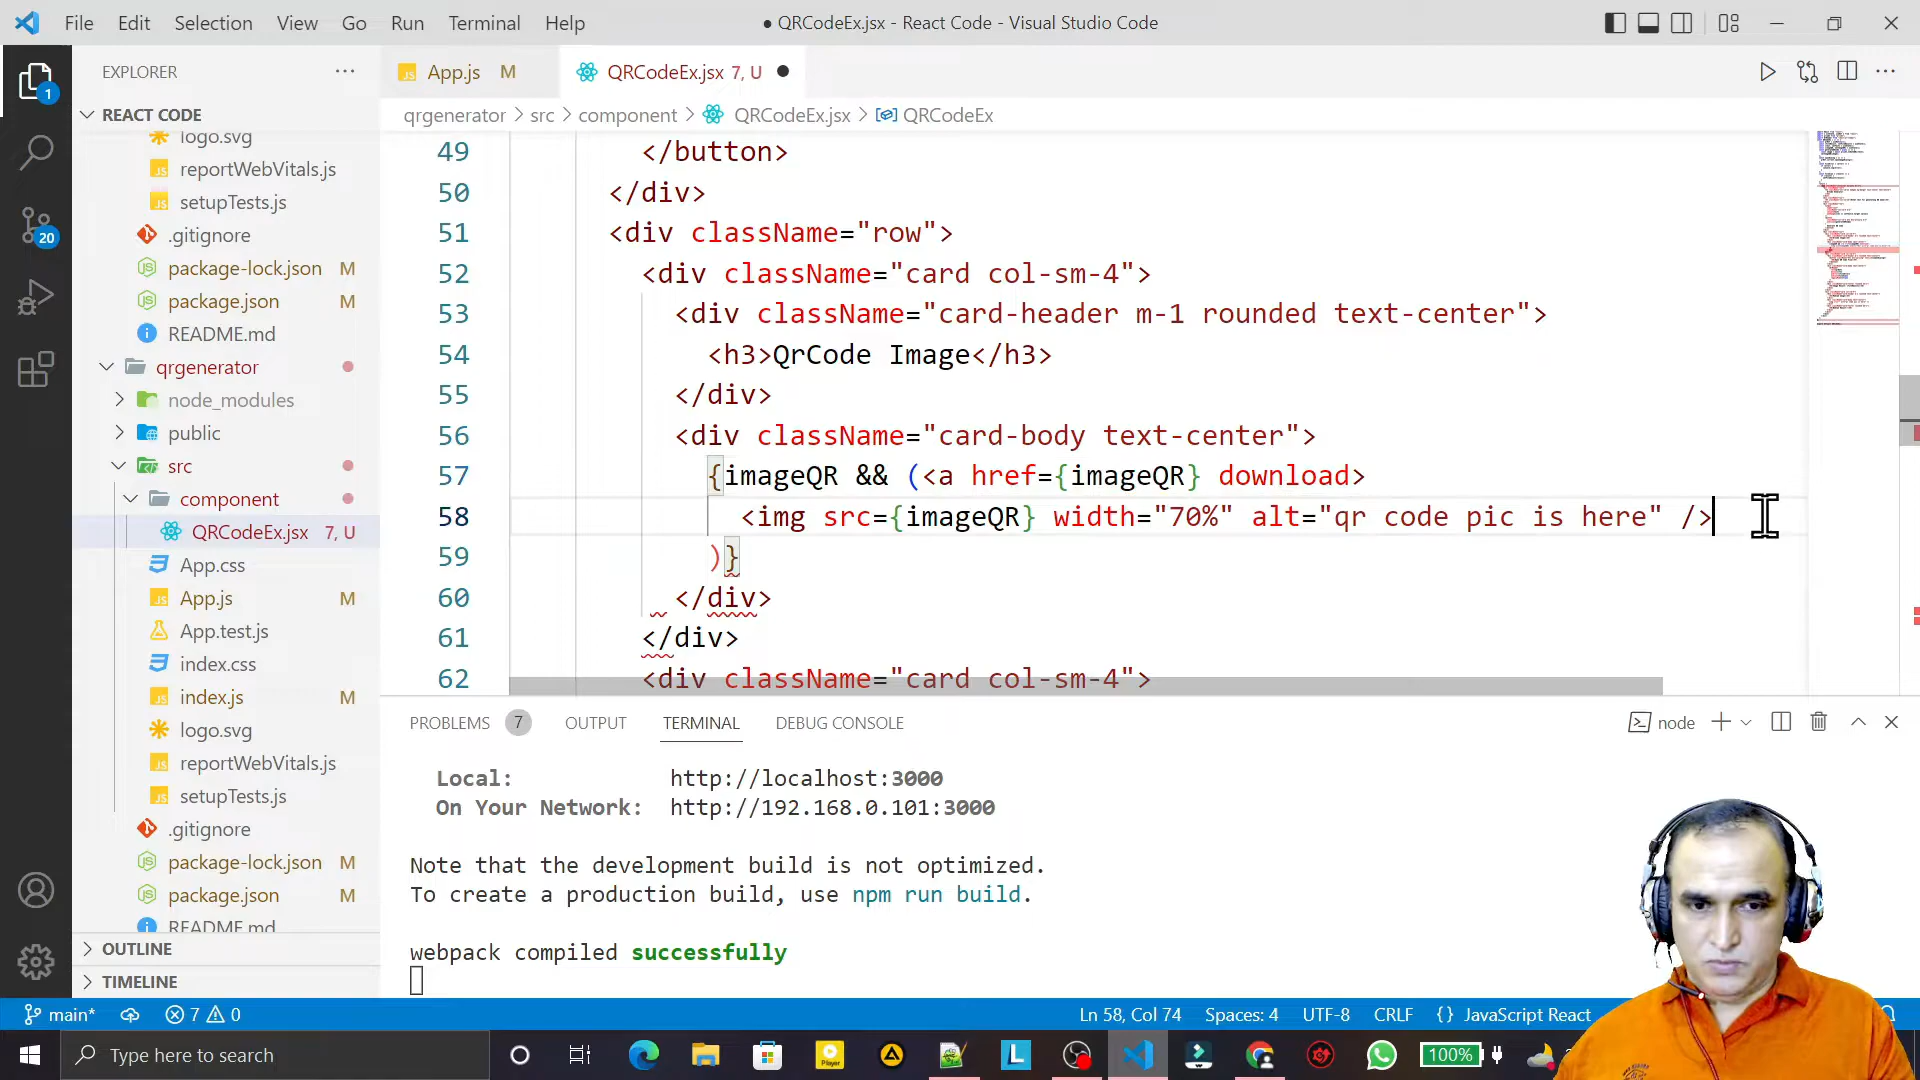 File Edit Selection View Go Run Terminal Help
● QRCodeEx.jsx - React Code - Visual Studio Code
EXPLORER
App.js M
QRCodeEx.jsx 7, U
REACT CODE
qrgenerator > src > component > QRCodeEx.jsx > QRCodeEx
logo.svg
reportWebVitals.js
setupTests.js
.gitignore
package-lock.json M
package.json M
README.md
qrgenerator
node_modules
public
src
component
QRCodeEx.jsx 7, U
App.css
App.js M
App.test.js
index.css
index.js M
logo.svg
reportWebVitals.js
setupTests.js
.gitignore
package-lock.json M
package.json M
README.md
OUTLINE
TIMELINE
1
20
49 </button>
50 </div>
51 <div className="row">
52 <div className="card col-sm-4">
53 <div className="card-header m-1 rounded text-center">
54 <h3>QrCode Image</h3>
55 </div>
56 <div className="card-body text-center">
57 {imageQR && (<a href={imageQR} download>
58 <img src={imageQR} width="70%" alt="qr code pic is here" />
59 )}
60 </div>
61 </div>
62 <div className="card col-sm-4">
PROBLEMS 7 OUTPUT TERMINAL DEBUG CONSOLE
node
Local: http://localhost:3000
On Your Network: http://192.168.0.101:3000
Note that the development build is not optimized.
To create a production build, use npm run build.
webpack compiled successfully
main* 7 0
Ln 58, Col 74 Spaces: 4 UTF-8 CRLF {} JavaScript React
Type here to search
Player
L
100%